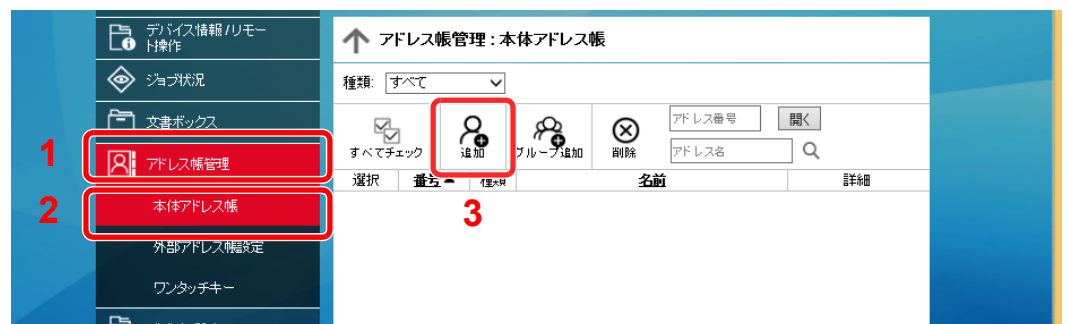 デバイス情報/リモー
ト操作
ジョブ状況
文書ボックス
1
アドレス帳管理
2
本体アドレス帳
外部アドレス帳設定
ワンタッチキー
アドレス帳管理 : 本体アドレス帳
種類: すべて
すべてチェック 追加 グループ追加 削除 アドレス番号 開く
アドレス名
選択 番号 種類 名前 詳細
3